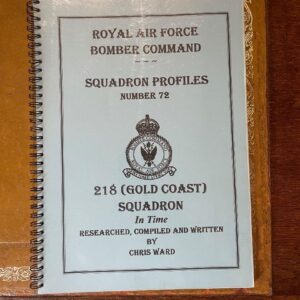 ROYAL AIR FORCE
BOMBER COMMAND
~~~
SQUADRON PROFILES
NUMBER 72
218 (GOLD COAST)
SQUADRON
In Time
RESEARCHED, COMPILED AND WRITTEN
BY
CHRIS WARD